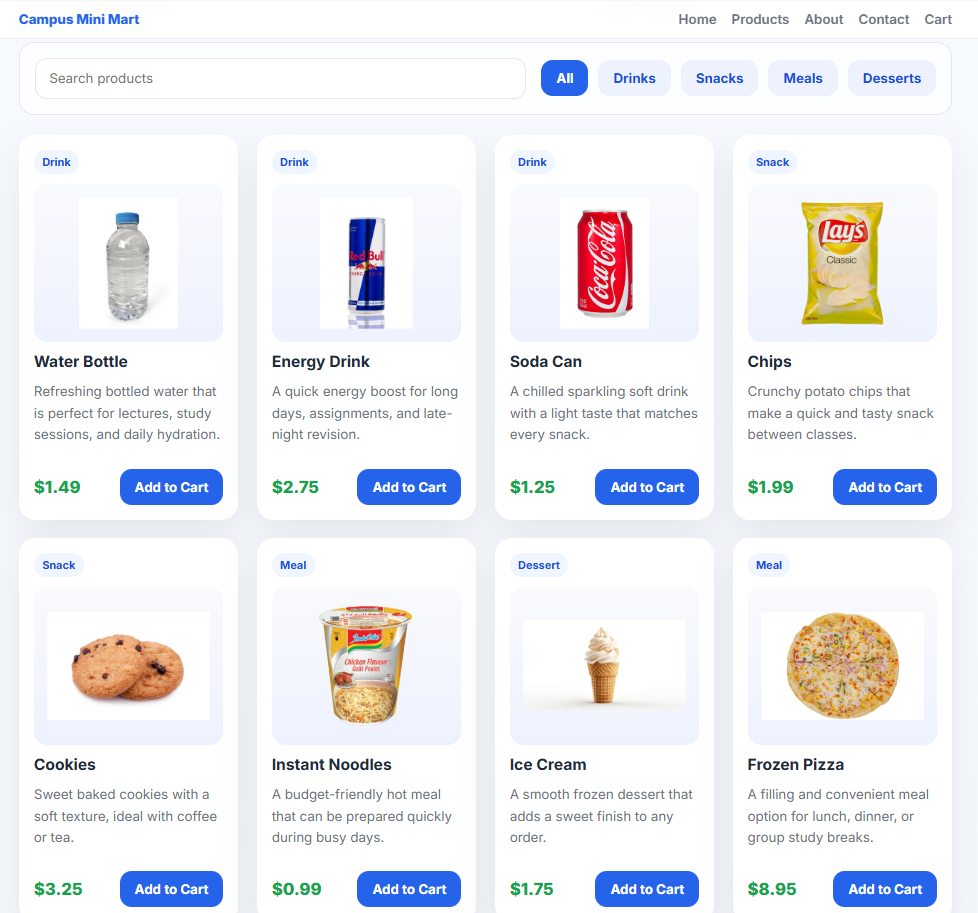 Campus Mini Mart
Home Products About Contact Cart
Search products
All Drinks Snacks Meals Desserts
Drink
Red Bull
Water Bottle
Refreshing bottled water that
is perfect for lectures, study
sessions, and daily hydration.
$1.49 Add to Cart
Drink
Energy Drink
A quick energy boost for long
days, assignments, and late-
night revision.
$2.75 Add to Cart
Drink
Coca-Cola
Soda Can
A chilled sparkling soft drink
with a light taste that matches
every snack.
$1.25 Add to Cart
Snack
Lay's
Classic
Chips
Crunchy potato chips that
make a quick and tasty snack
between classes.
$1.99 Add to Cart
Snack
Cookies
Sweet baked cookies with a
soft texture, ideal with coffee
or tea.
$3.25 Add to Cart
Meal
Indomie
Chicken Flavour
Goût Poulet
Instant Noodles
A budget-friendly hot meal
that can be prepared quickly
during busy days.
$0.99 Add to Cart
Dessert
Ice Cream
A smooth frozen dessert that
adds a sweet finish to any
order.
$1.75 Add to Cart
Meal
Frozen Pizza
A filling and convenient meal
option for lunch, dinner, or
group study breaks.
$8.95 Add to Cart